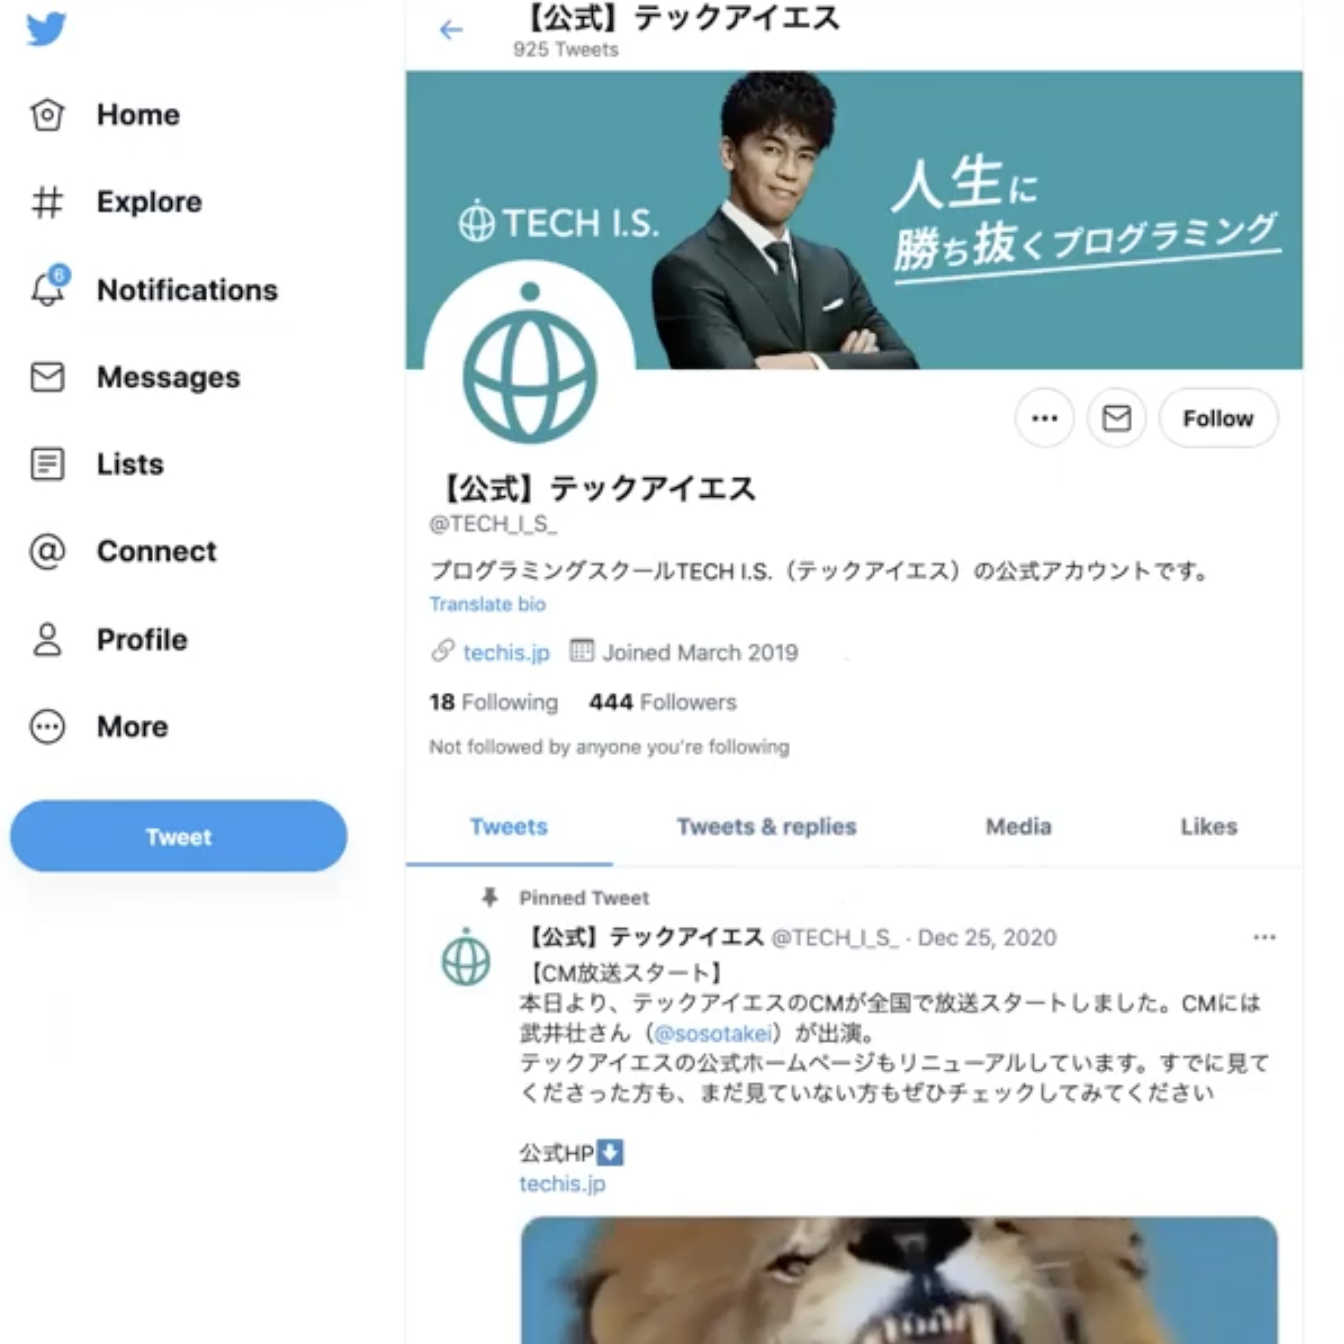 Home
Explore
6
Notifications
Messages
Lists
Connect
Profile
More
Tweet
【公式】テックアイエス
925 Tweets
TECH I.S.
人生に
勝ち抜くプログラミング
Follow
【公式】テックアイエス
@TECH_I_S_
プログラミングスクールTECH I.S.（テックアイエス）の公式アカウントです。
Translate bio
techis.jp Joined March 2019
18 Following 444 Followers
Not followed by anyone you're following
Tweets Tweets & replies Media Likes
Pinned Tweet
【公式】テックアイエス @TECH_I_S_ · Dec 25, 2020
【CM放送スタート】
本日より、テックアイエスのCMが全国で放送スタートしました。CMには
武井壮さん（@sosotakei）が出演。
テックアイエスの公式ホームページもリニューアルしています。すでに見て
くださった方も、まだ見ていない方もぜひチェックしてみてください
公式HP⬇
techis.jp